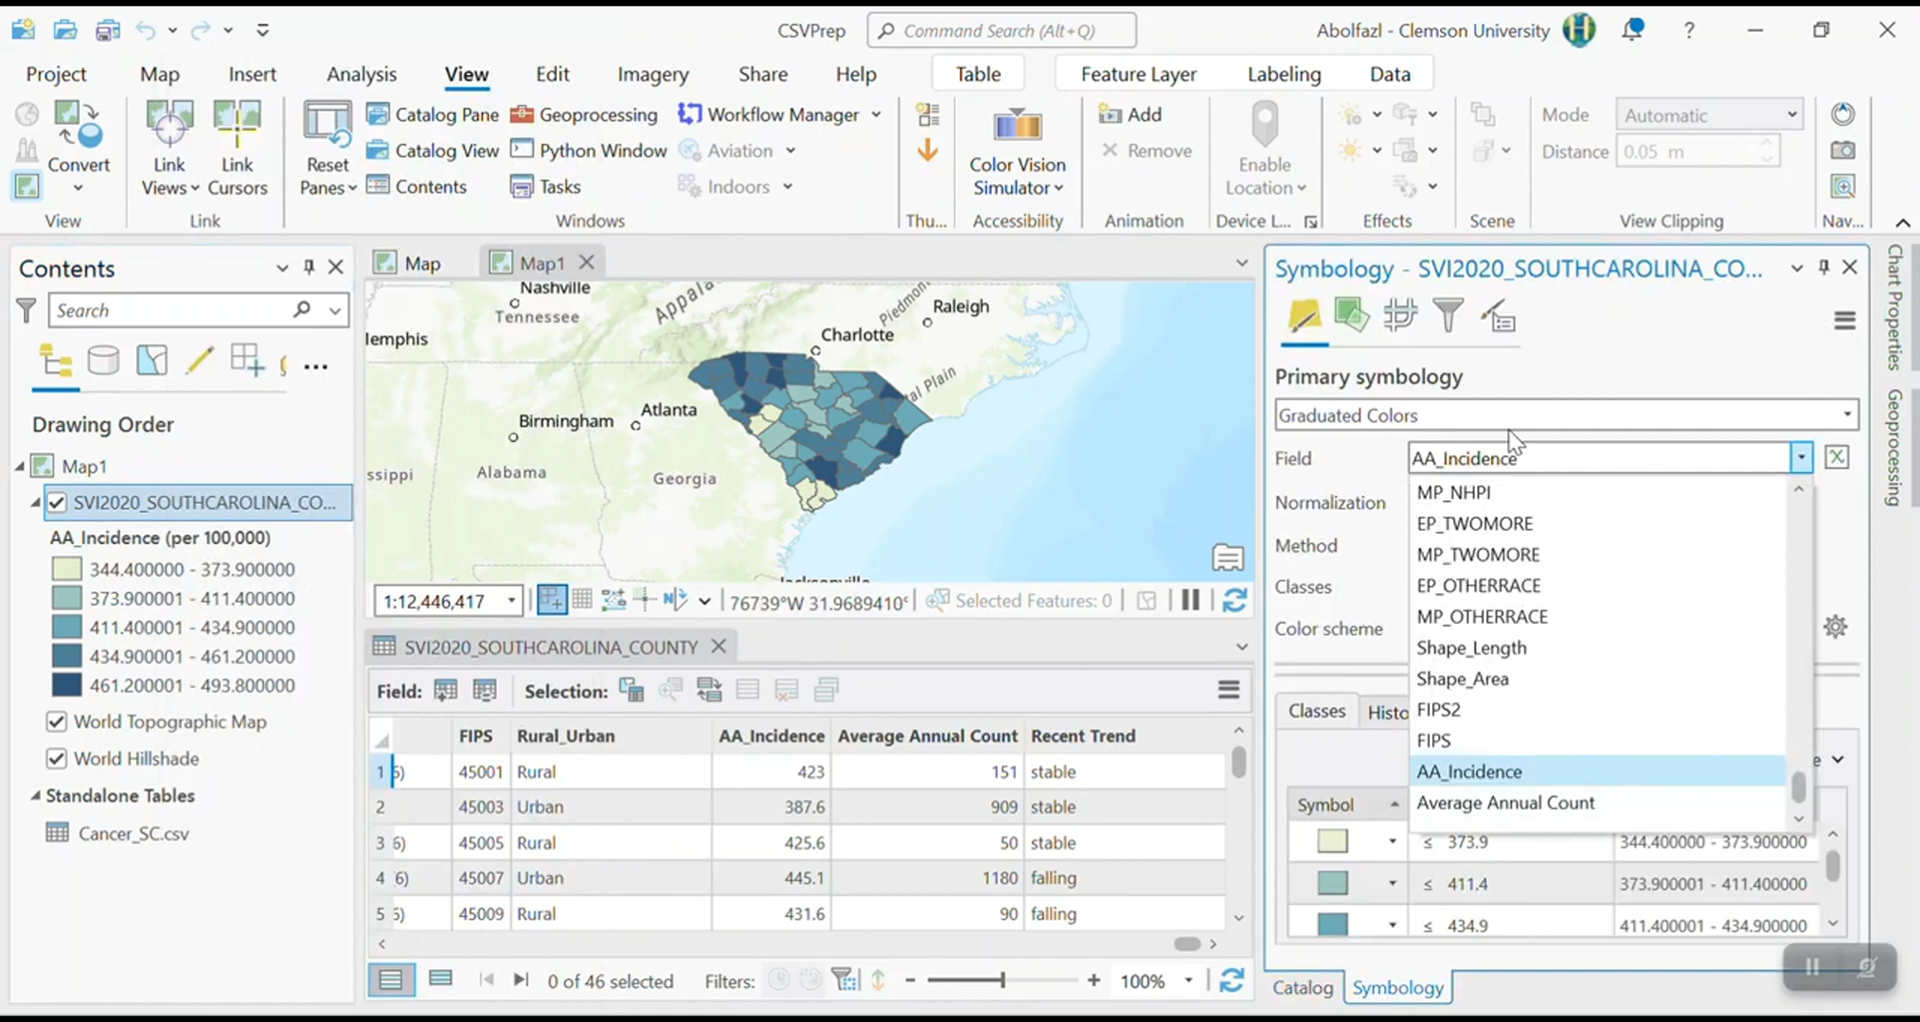 CSVPrep
Command Search (Alt+Q)
Abolfazl - Clemson University
?
Project Map Insert Analysis View Edit Imagery Share Help Table Feature Layer Labeling Data
Convert
View
Link Views
Link Cursors
Link
Reset Panes
Catalog Pane
Catalog View
Contents
Geoprocessing
Python Window
Tasks
Workflow Manager
Aviation
Indoors
Windows
Thu...
Color Vision Simulator
Accessibility
Add
Remove
Animation
Enable Location
Device L...
Effects
Scene
Mode Automatic
Distance 0.05 m
View Clipping
Nav...
Contents
Search
Drawing Order
Map1
SVI2020_SOUTHCAROLINA_CO...
AA_Incidence (per 100,000)
344.400000 - 373.900000
373.900001 - 411.400000
411.400001 - 434.900000
434.900001 - 461.200000
461.200001 - 493.800000
World Topographic Map
World Hillshade
Standalone Tables
Cancer_SC.csv
Map Map1
Nashville
Tennessee
Appala
Piedmon
Raleigh
Charlotte
lemphis
al Plain
Atlanta
Birmingham
ssippi
Alabama
Georgia
Jacksonville
1:12,446,417
76739°W 31.9689410°
Selected Features: 0
SVI2020_SOUTHCAROLINA_COUNTY
Field: Selection:
FIPS Rural_Urban AA_Incidence Average Annual Count Recent Trend
1 5) 45001 Rural 423 151 stable
2 45003 Urban 387.6 909 stable
3 6) 45005 Rural 425.6 50 stable
4 6) 45007 Urban 445.1 1180 falling
5 5) 45009 Rural 431.6 90 falling
0 of 46 selected Filters: - + 100%
Symbology - SVI2020_SOUTHCAROLINA_CO...
Primary symbology
Graduated Colors
Field AA_Incidence
Normalization
Method
Classes
Color scheme
MP_NHPI
EP_TWOMORE
MP_TWOMORE
EP_OTHERRACE
MP_OTHERRACE
Shape_Length
Shape_Area
FIPS2
FIPS
AA_Incidence
Average Annual Count
Classes Histo
e
Symbol
≤ 373.9 344.400000 - 373.900000
≤ 411.4 373.900001 - 411.400000
≤ 434.9 411.400001 - 434.900000
Catalog Symbology
Chart Properties
Geoprocessing